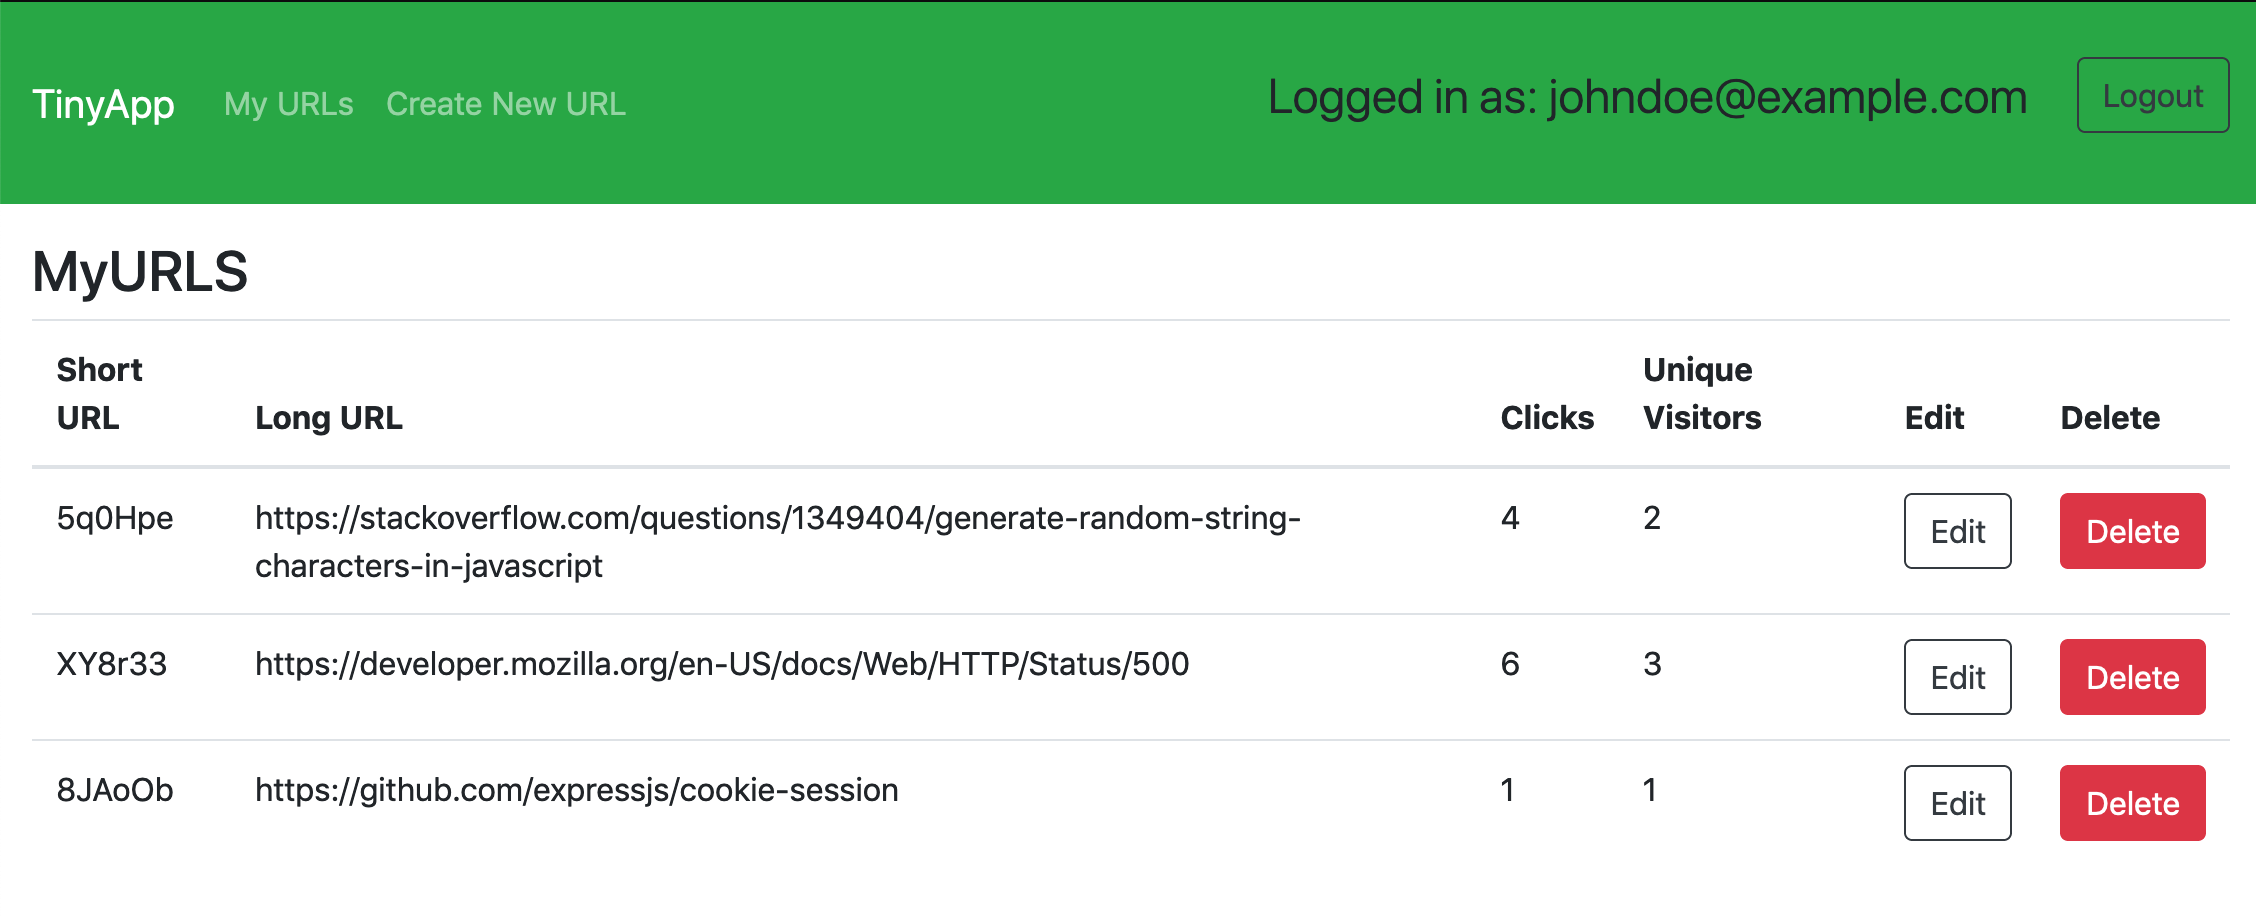 TinyApp My URLs Create New URL Logged in as: johndoe@example.com Logout
MyURLS
Short URL Long URL Clicks Unique Visitors Edit Delete
5q0Hpe https://stackoverflow.com/questions/1349404/generate-random-string-
characters-in-javascript 4 2 Edit Delete
XY8r33 https://developer.mozilla.org/en-US/docs/Web/HTTP/Status/500 6 3 Edit Delete
8JAoOb https://github.com/expressjs/cookie-session 1 1 Edit Delete